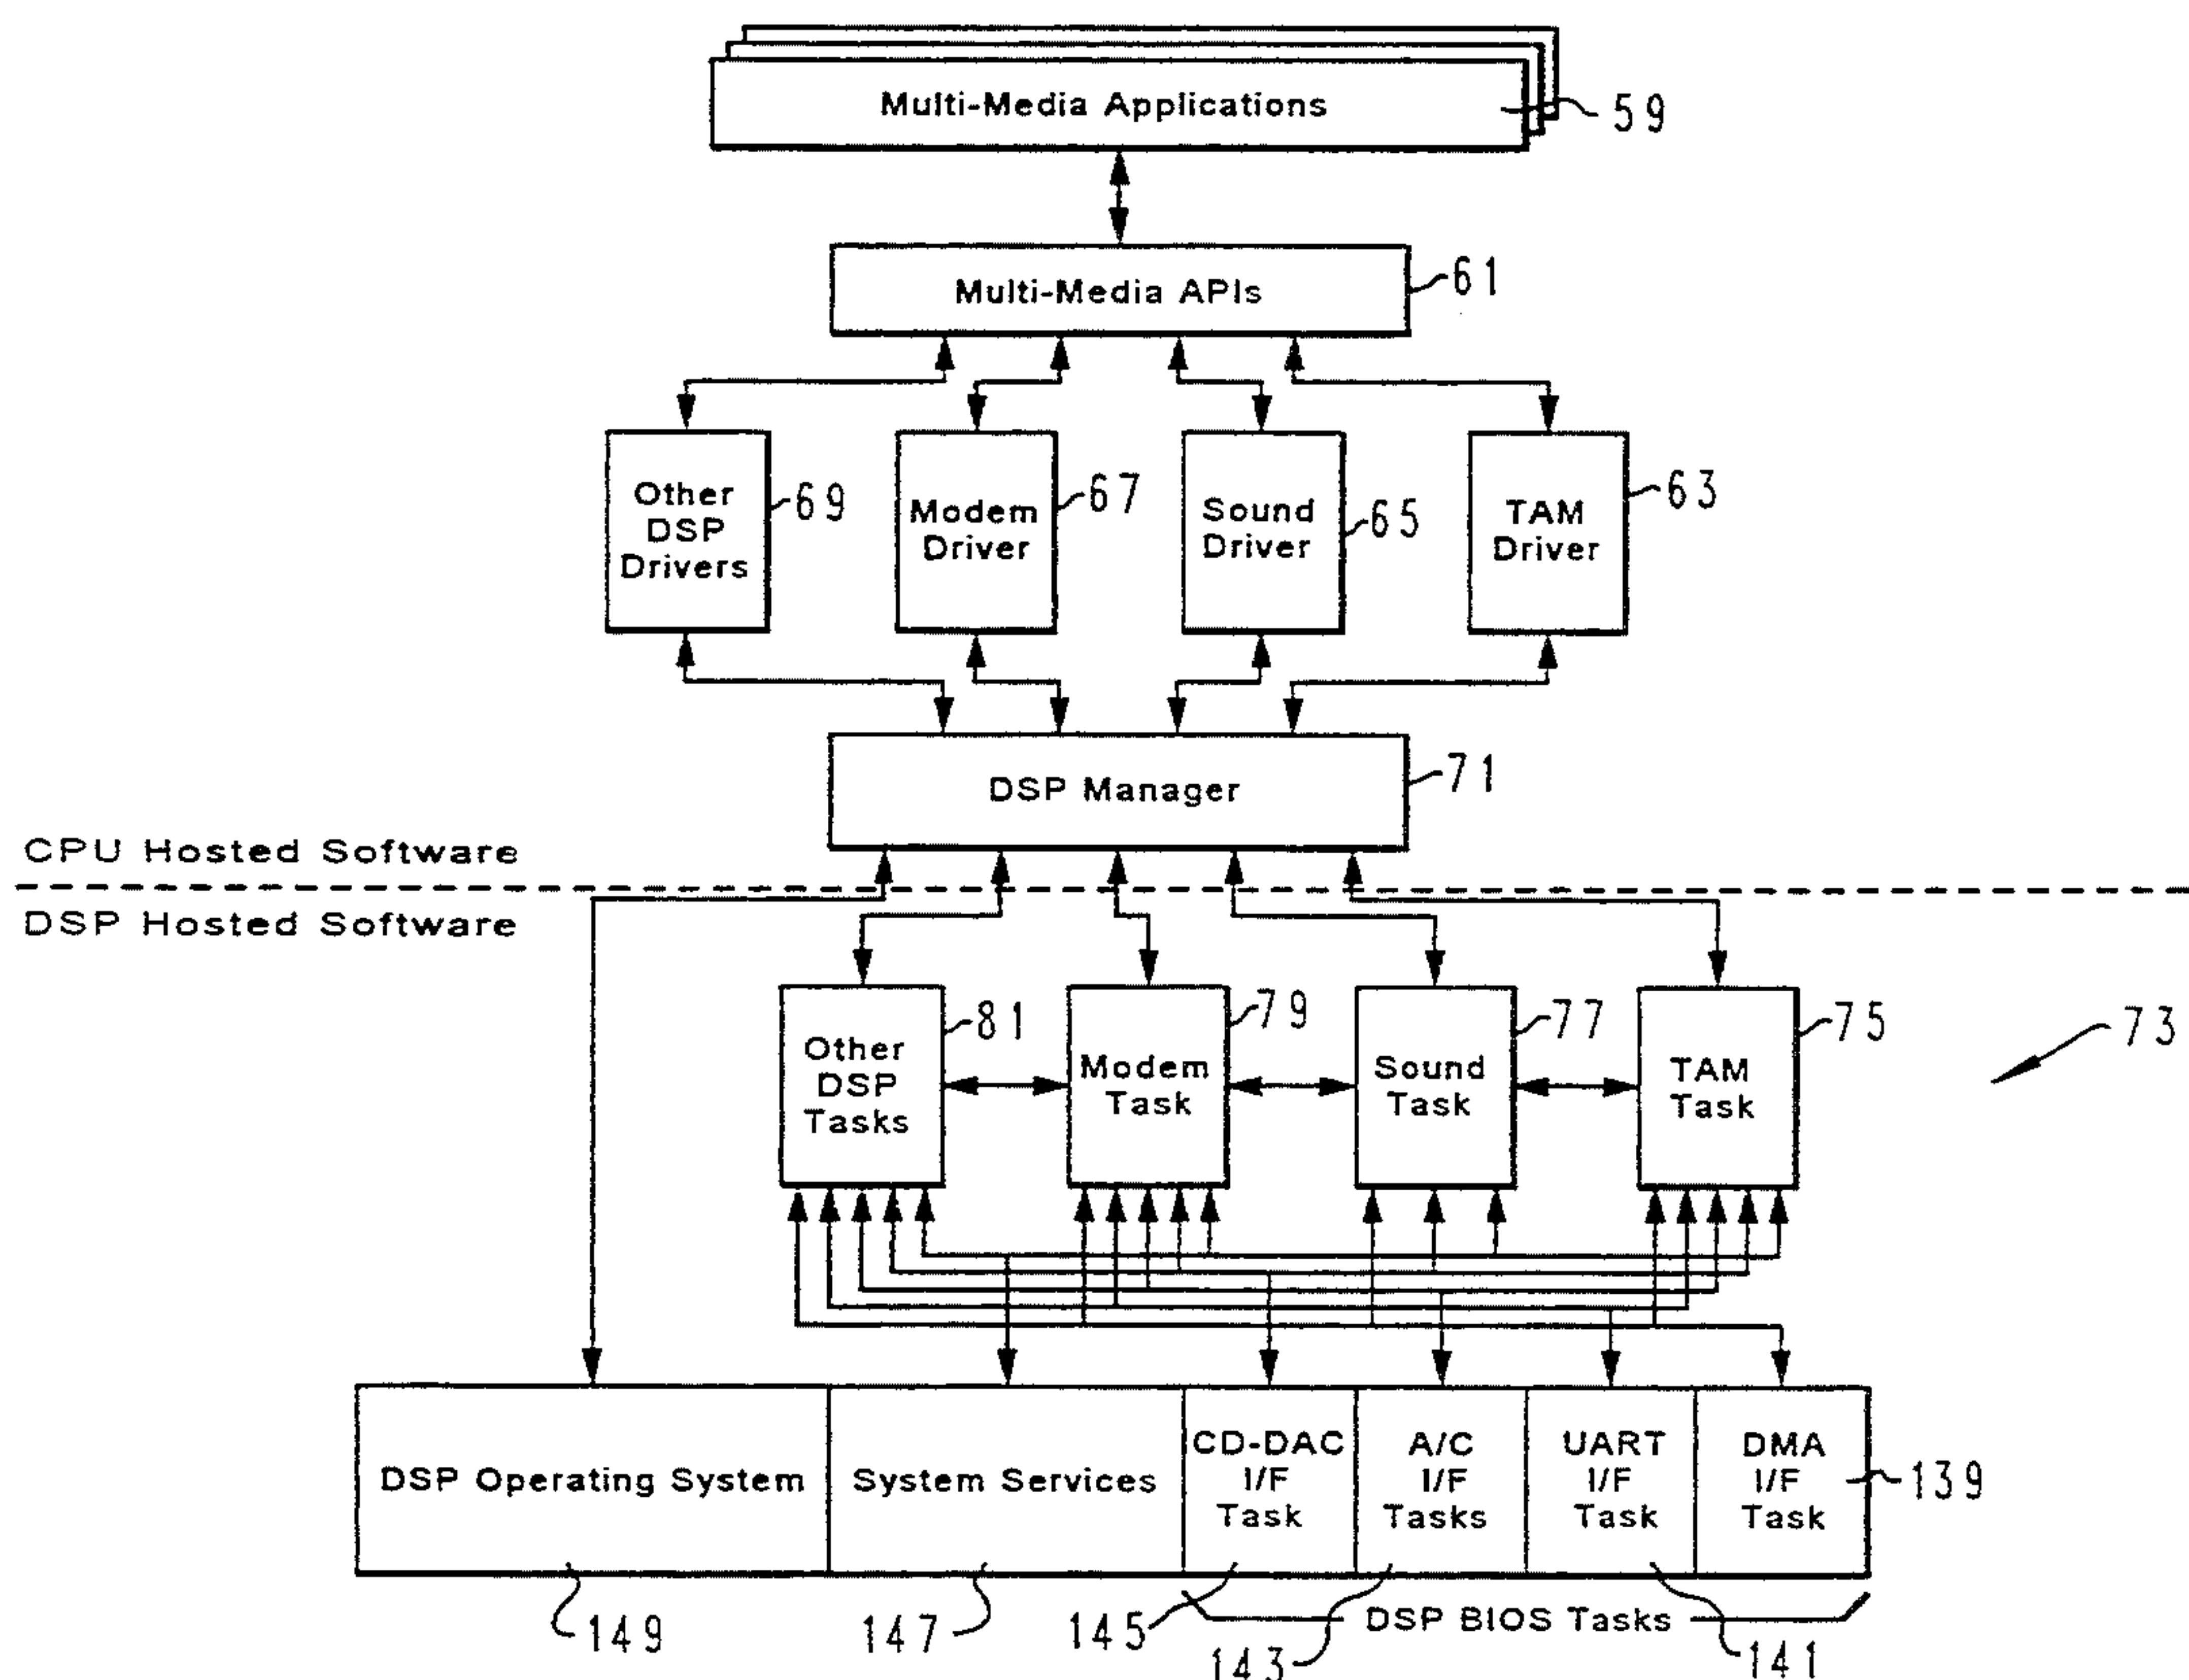 Multi-Media Applications
59
Multi-Media APIs
61
Other
DSP
Drivers
69
Modem
Driver
67
Sound
Driver
65
TAM
Driver
63
DSP Manager
71
CPU Hosted Software
DSP Hosted Software
Other
DSP
Tasks
81
Modem
Task
79
Sound
Task
77
TAM
Task
75
73
DSP Operating System
System Services
CD-DAC
I/F
Task
A/C
I/F
Tasks
UART
I/F
Task
DMA
I/F
Task
139
149
147
145
143
DSP BIOS Tasks
141